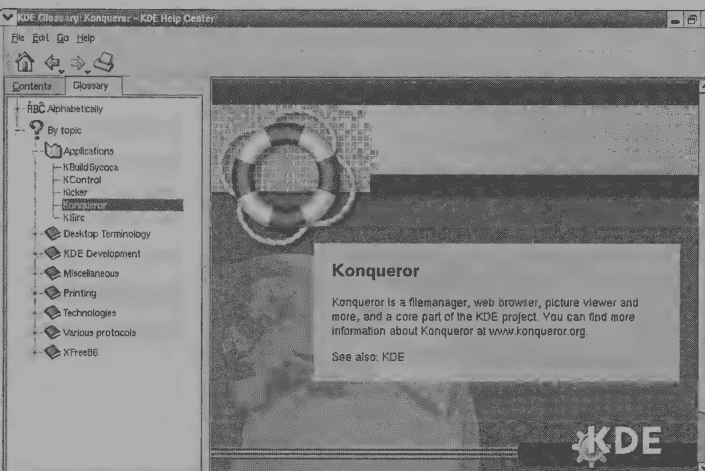 KDE Glossary: Konqueror - KDE Help Center
File Edit Go Help
Contents Glossary
ABC Alphabetically
By topic
Applications
KBuildSycoca
KControl
Kicker
Konqueror
KSirc
Desktop Terminology
KDE Development
Miscellaneous
Printing
Technologies
Various protocols
XFree86
Konqueror
Konqueror is a filemanager, web browser, picture viewer and
more, and a core part of the KDE project. You can find more
information about Konqueror at www.konqueror.org.
See also: KDE
KDE